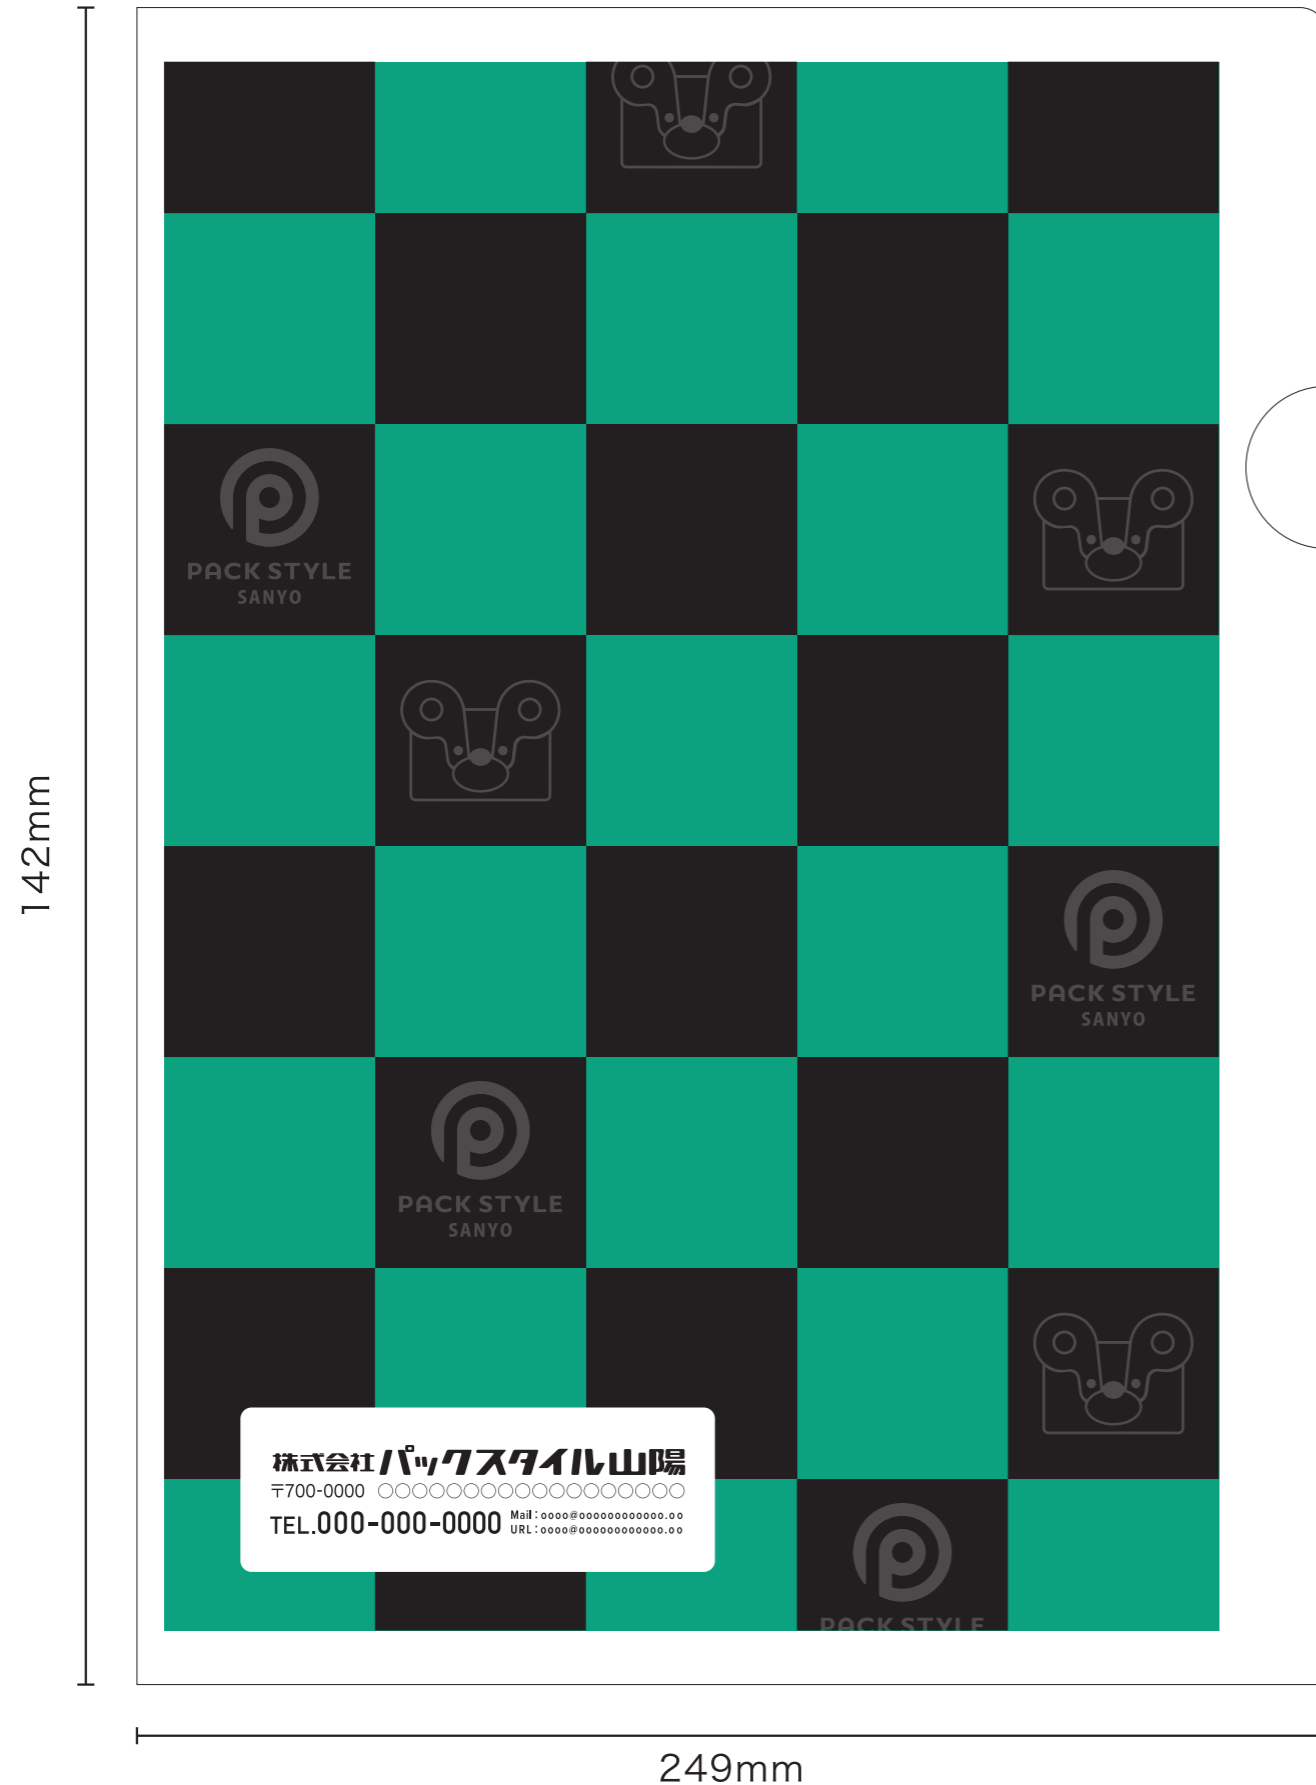 PACK STYLE
SANYO
142mm
PACK STYLE
SANYO
PACK STYLE
SANYO
株式会社パックスタイル山陽
〒700-0000 ○○○○○○○○○○○○○○○○○○
TEL.000-000-0000
Mail：oooo@oooooooooooo.oo
URL：oooo@oooooooooooo.oo
PACK STYLE
249mm